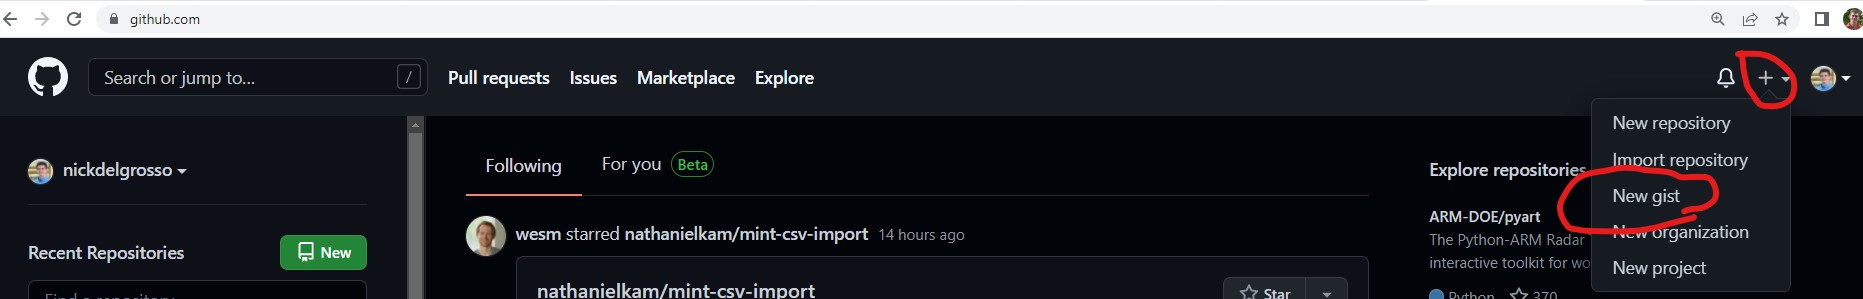 github.com
Search or jump to... /
Pull requests Issues Marketplace Explore
New repository
Import repository
New gist
New organization
New project
nickdelgrosso
Recent Repositories New
Find a repository...
Following For you Beta
wesm starred nathanielkam/mint-csv-import 14 hours ago
nathanielkam/mint-csv-import Star
Explore repositories
ARM-DOE/pyart
The Python-ARM Radar
interactive toolkit for wo
Python 370